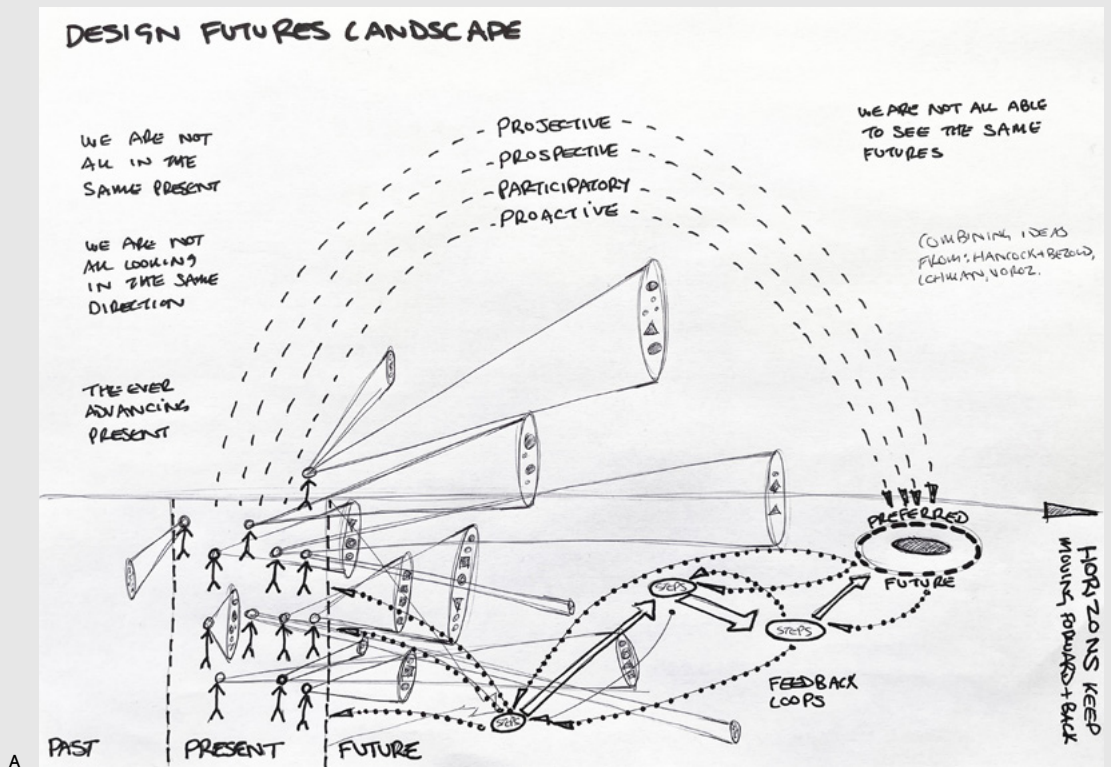 DESIGN FUTURES LANDSCAPE
WE ARE NOT
ALL IN THE
SAME PRESENT
WE ARE NOT
ALL LOOKING
IN THE SAME
DIRECTION
THE EVER
ADVANCING
PRESENT
PROJECTIVE
PROSPECTIVE
PARTICIPATORY
PROACTIVE
WE ARE NOT ALL ABLE
TO SEE THE SAME
FUTURES
COMBINING IDEAS
FROM: HANCOCK + BEZOLD,
VOROZ.
PREFERRED
FUTURE
STEPS
STEPS
STEPS
FEEDBACK
LOOPS
HORIZONS KEEP
MOVING FORWARD + BACK
PAST
PRESENT
FUTURE
A